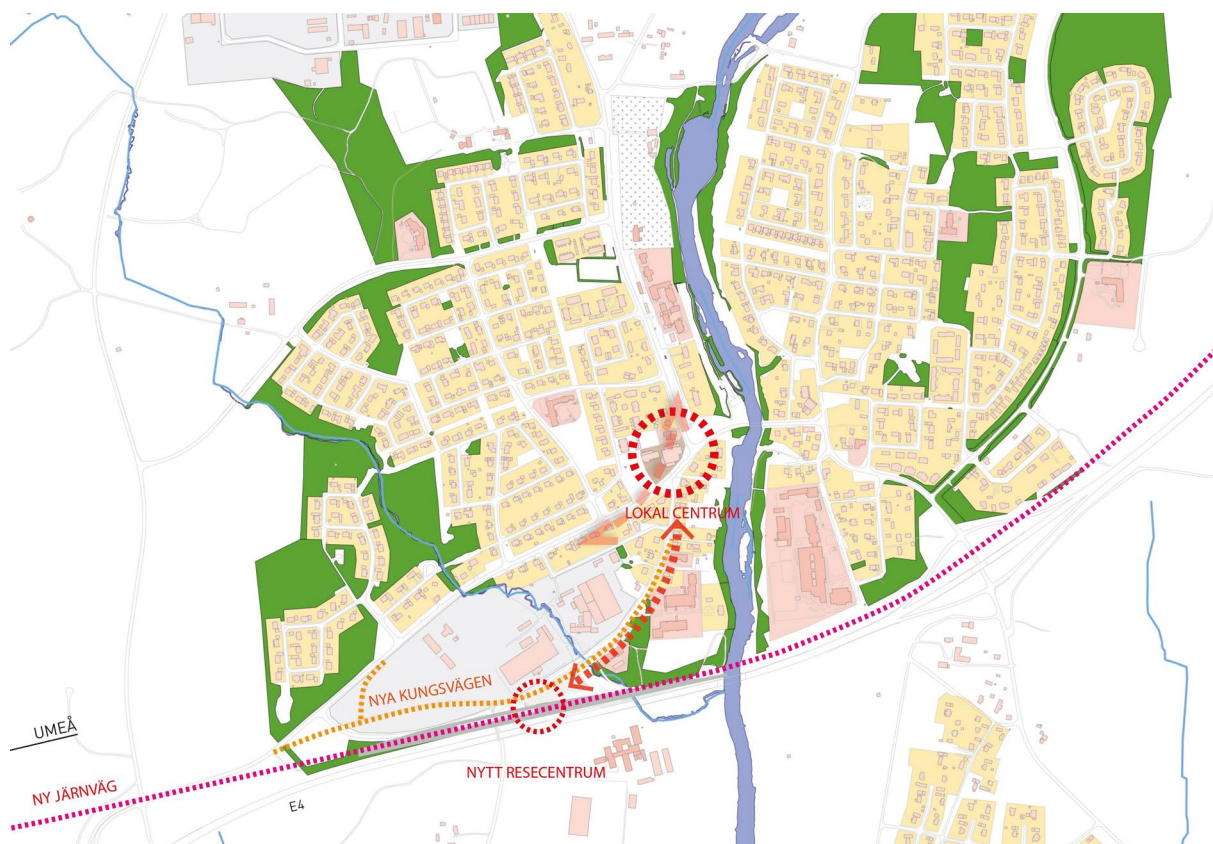 LOKAL CENTRUM
NYA KUNGSVÄGEN
UMEÅ
NYTT RESECENTRUM
NY JÄRNVÄG
E4